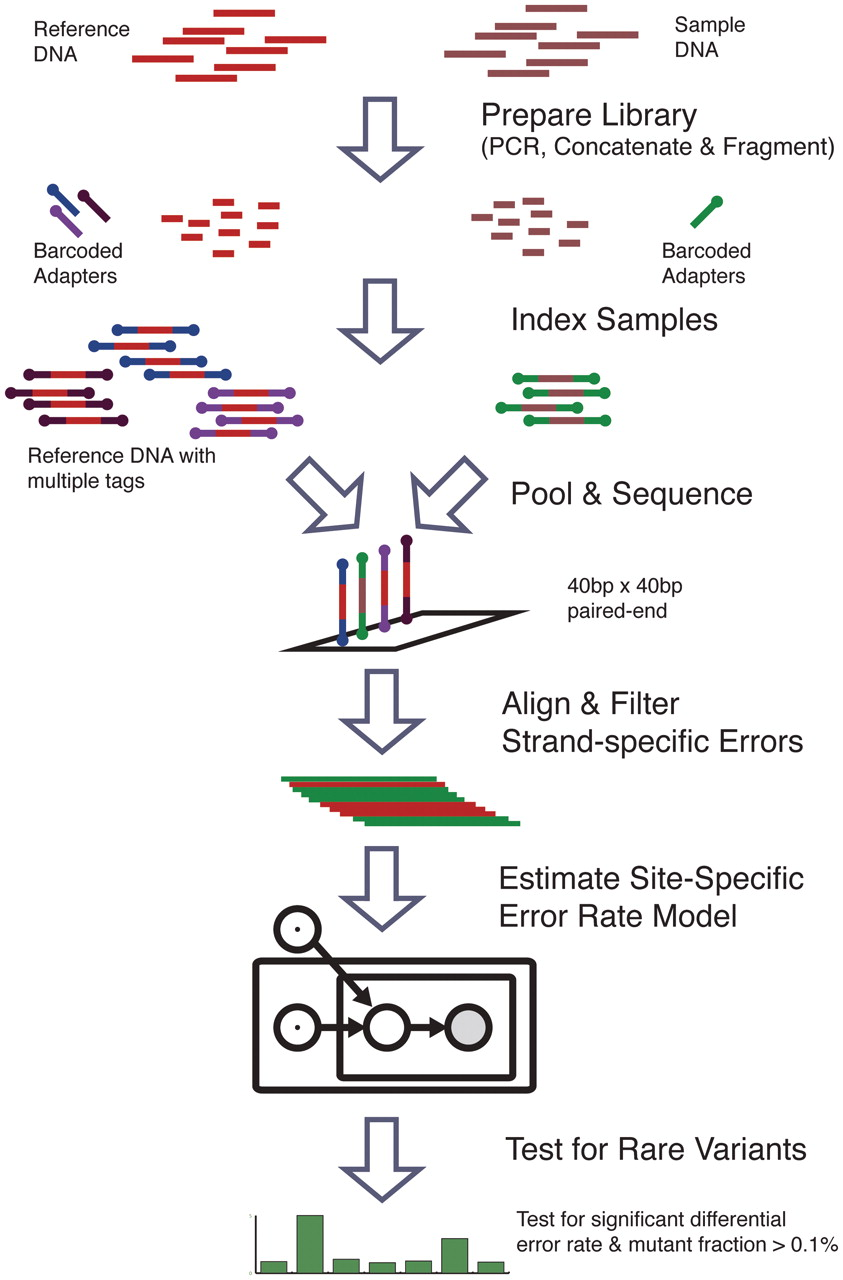 Reference
DNA
Sample
DNA
Prepare Library
(PCR, Concatenate & Fragment)
Barcoded
Adapters
Barcoded
Adapters
Index Samples
Reference DNA with
multiple tags
Pool & Sequence
40bp x 40bp
paired-end
Align & Filter
Strand-specific Errors
Estimate Site-Specific
Error Rate Model
Test for Rare Variants
Test for significant differential
error rate & mutant fraction > 0.1%